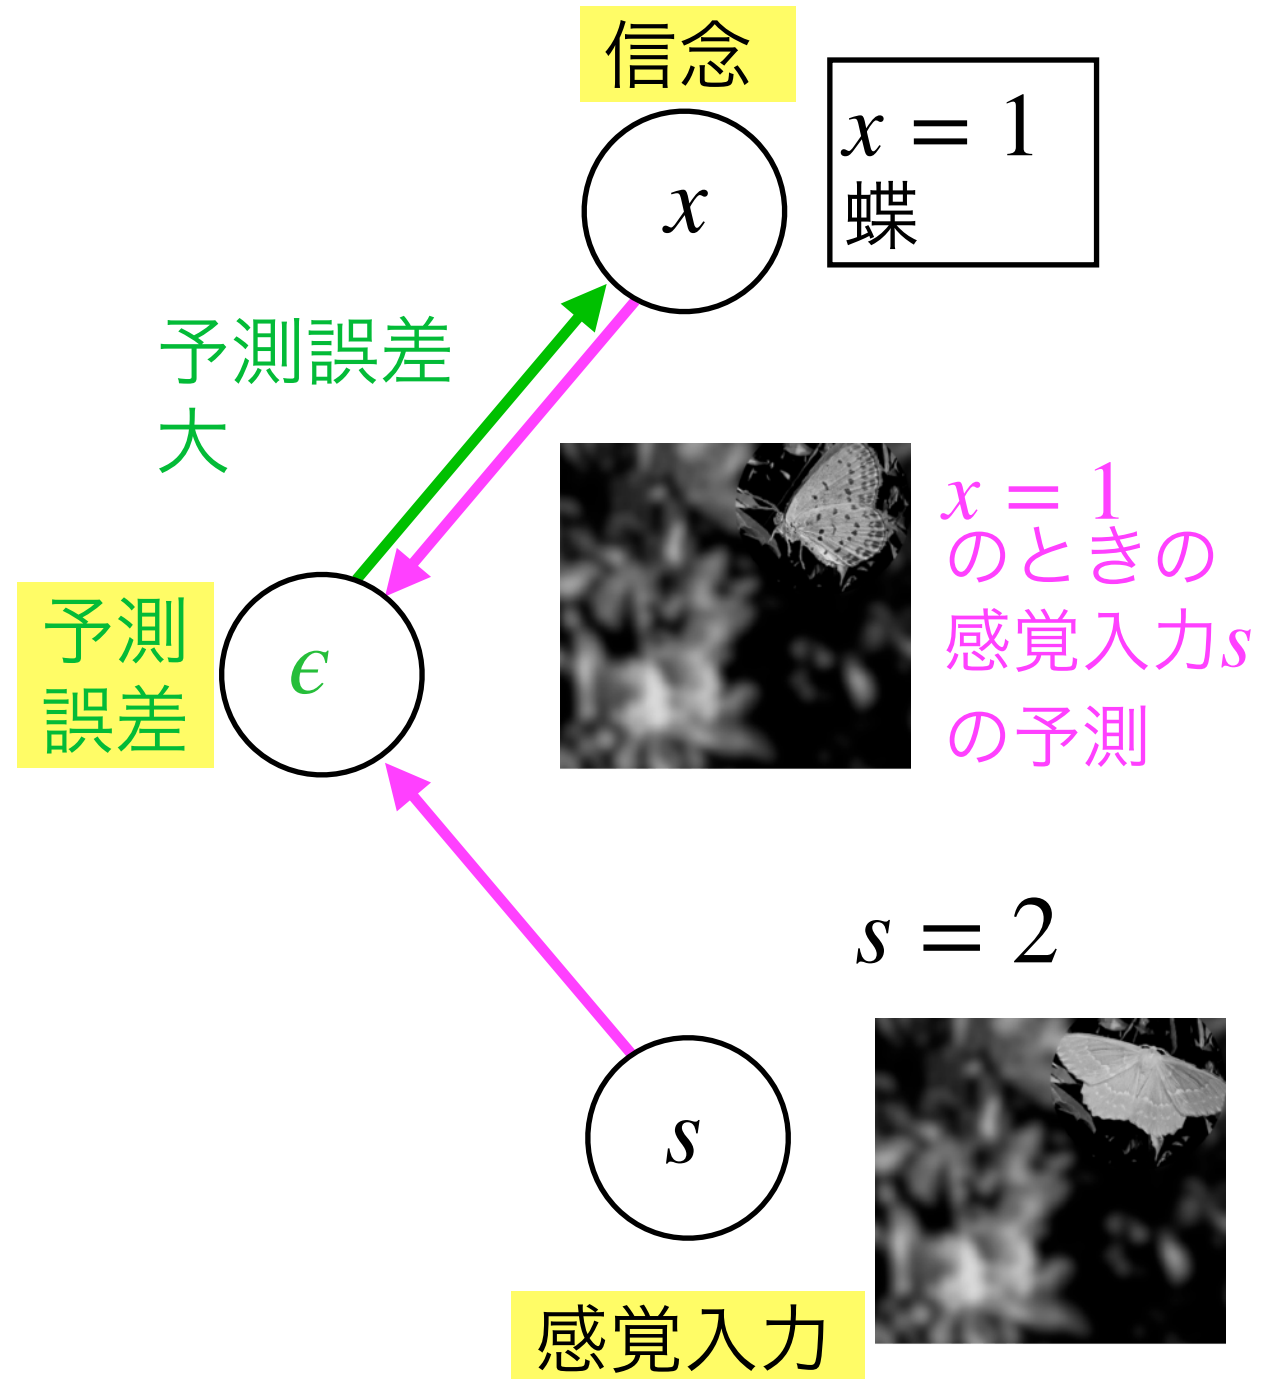 信念
x = 1
蝶
x
予測誤差
大
x = 1
のときの
感覚入力s
の予測
予測
誤差
ϵ
s = 2
s
感覚入力